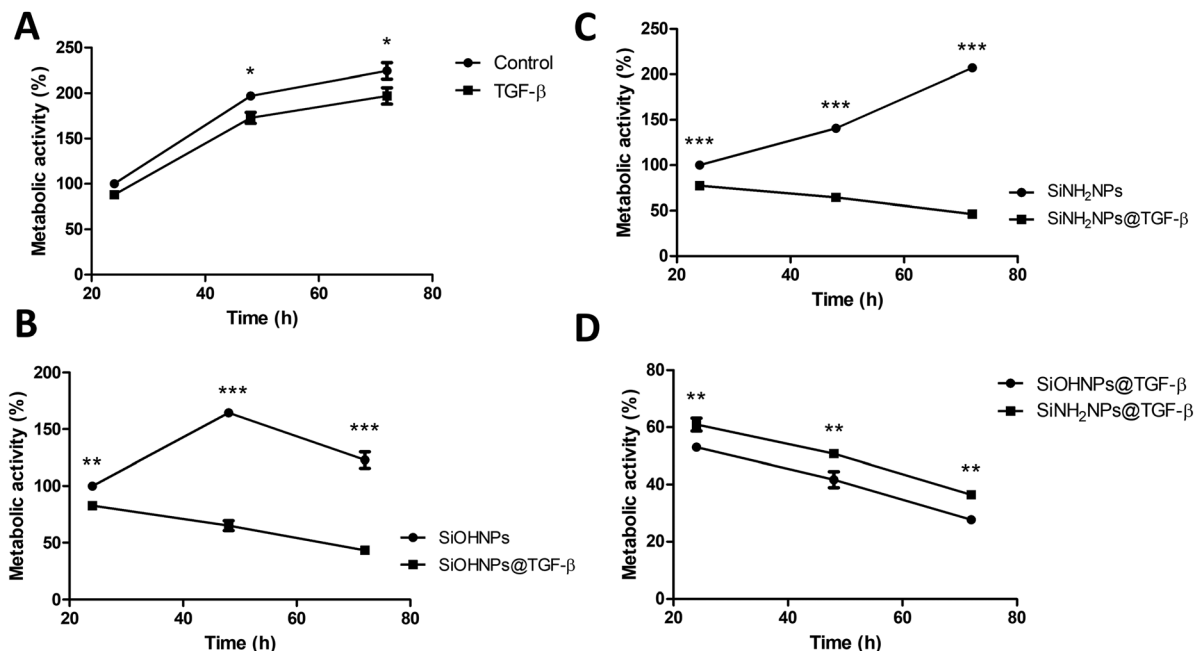 A
Metabolic activity (%)
250
200
150
100
50
0
*
*
Control
TGF-β
20
40
60
80
Time (h)
B
Metabolic activity (%)
200
150
100
50
0
**
***
***
SiOHNPs
SiOHNPs@TGF-β
20
40
60
80
Time (h)
C
Metabolic activity (%)
250
200
150
100
50
0
***
***
***
SiNH₂NPs
SiNH₂NPs@TGF-β
20
40
60
80
Time (h)
D
Metabolic activity (%)
80
60
40
20
0
**
**
**
SiOHNPs@TGF-β
SiNH₂NPs@TGF-β
20
40
60
80
Time (h)